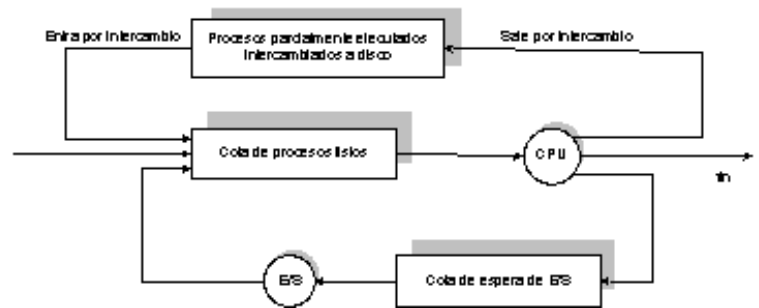 Entra por intercambio
Procesos parcialmente ejecutados
intercambiados a disco
Sale por intercambio
Cola de procesos listos
CPU
fin
E/S
Cola de espera de E/S